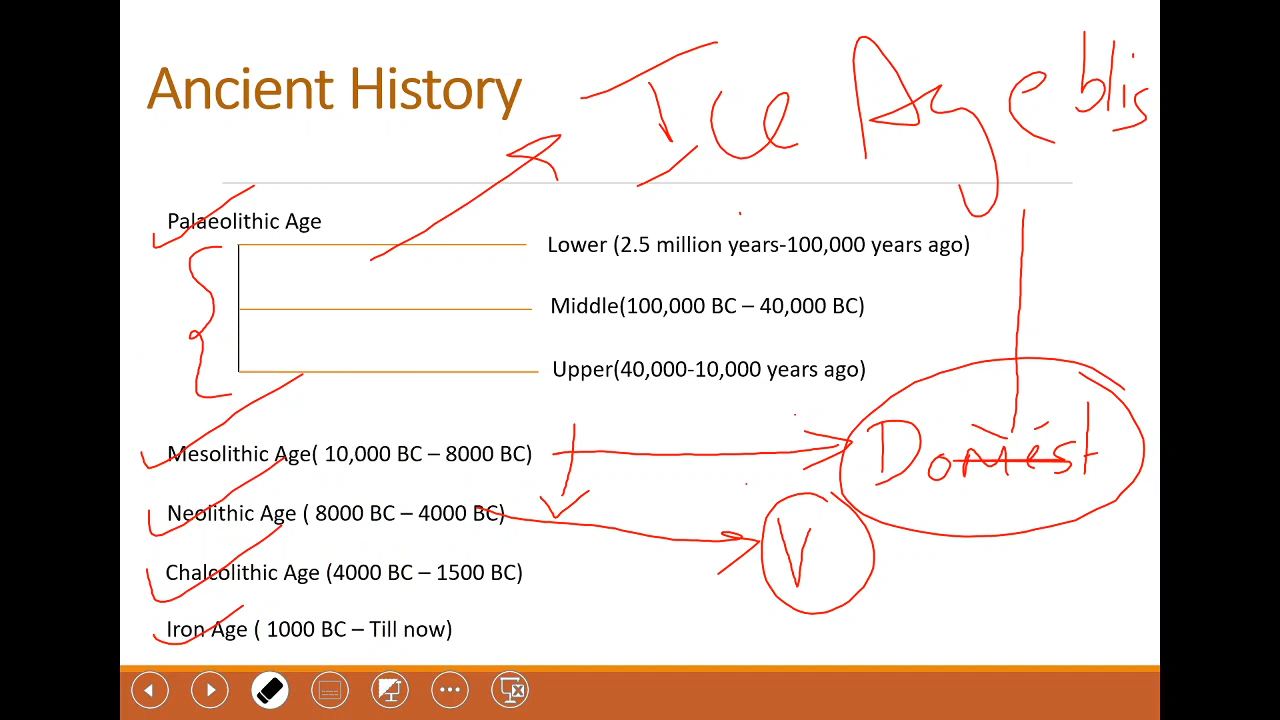 Ancient History
Ice Age blis
Palaeolithic Age
Lower (2.5 million years-100,000 years ago)
Middle(100,000 BC – 40,000 BC)
Upper(40,000-10,000 years ago)
Mesolithic Age( 10,000 BC – 8000 BC)
Domest
Neolithic Age ( 8000 BC – 4000 BC)
V
Chalcolithic Age (4000 BC – 1500 BC)
Iron Age ( 1000 BC – Till now)